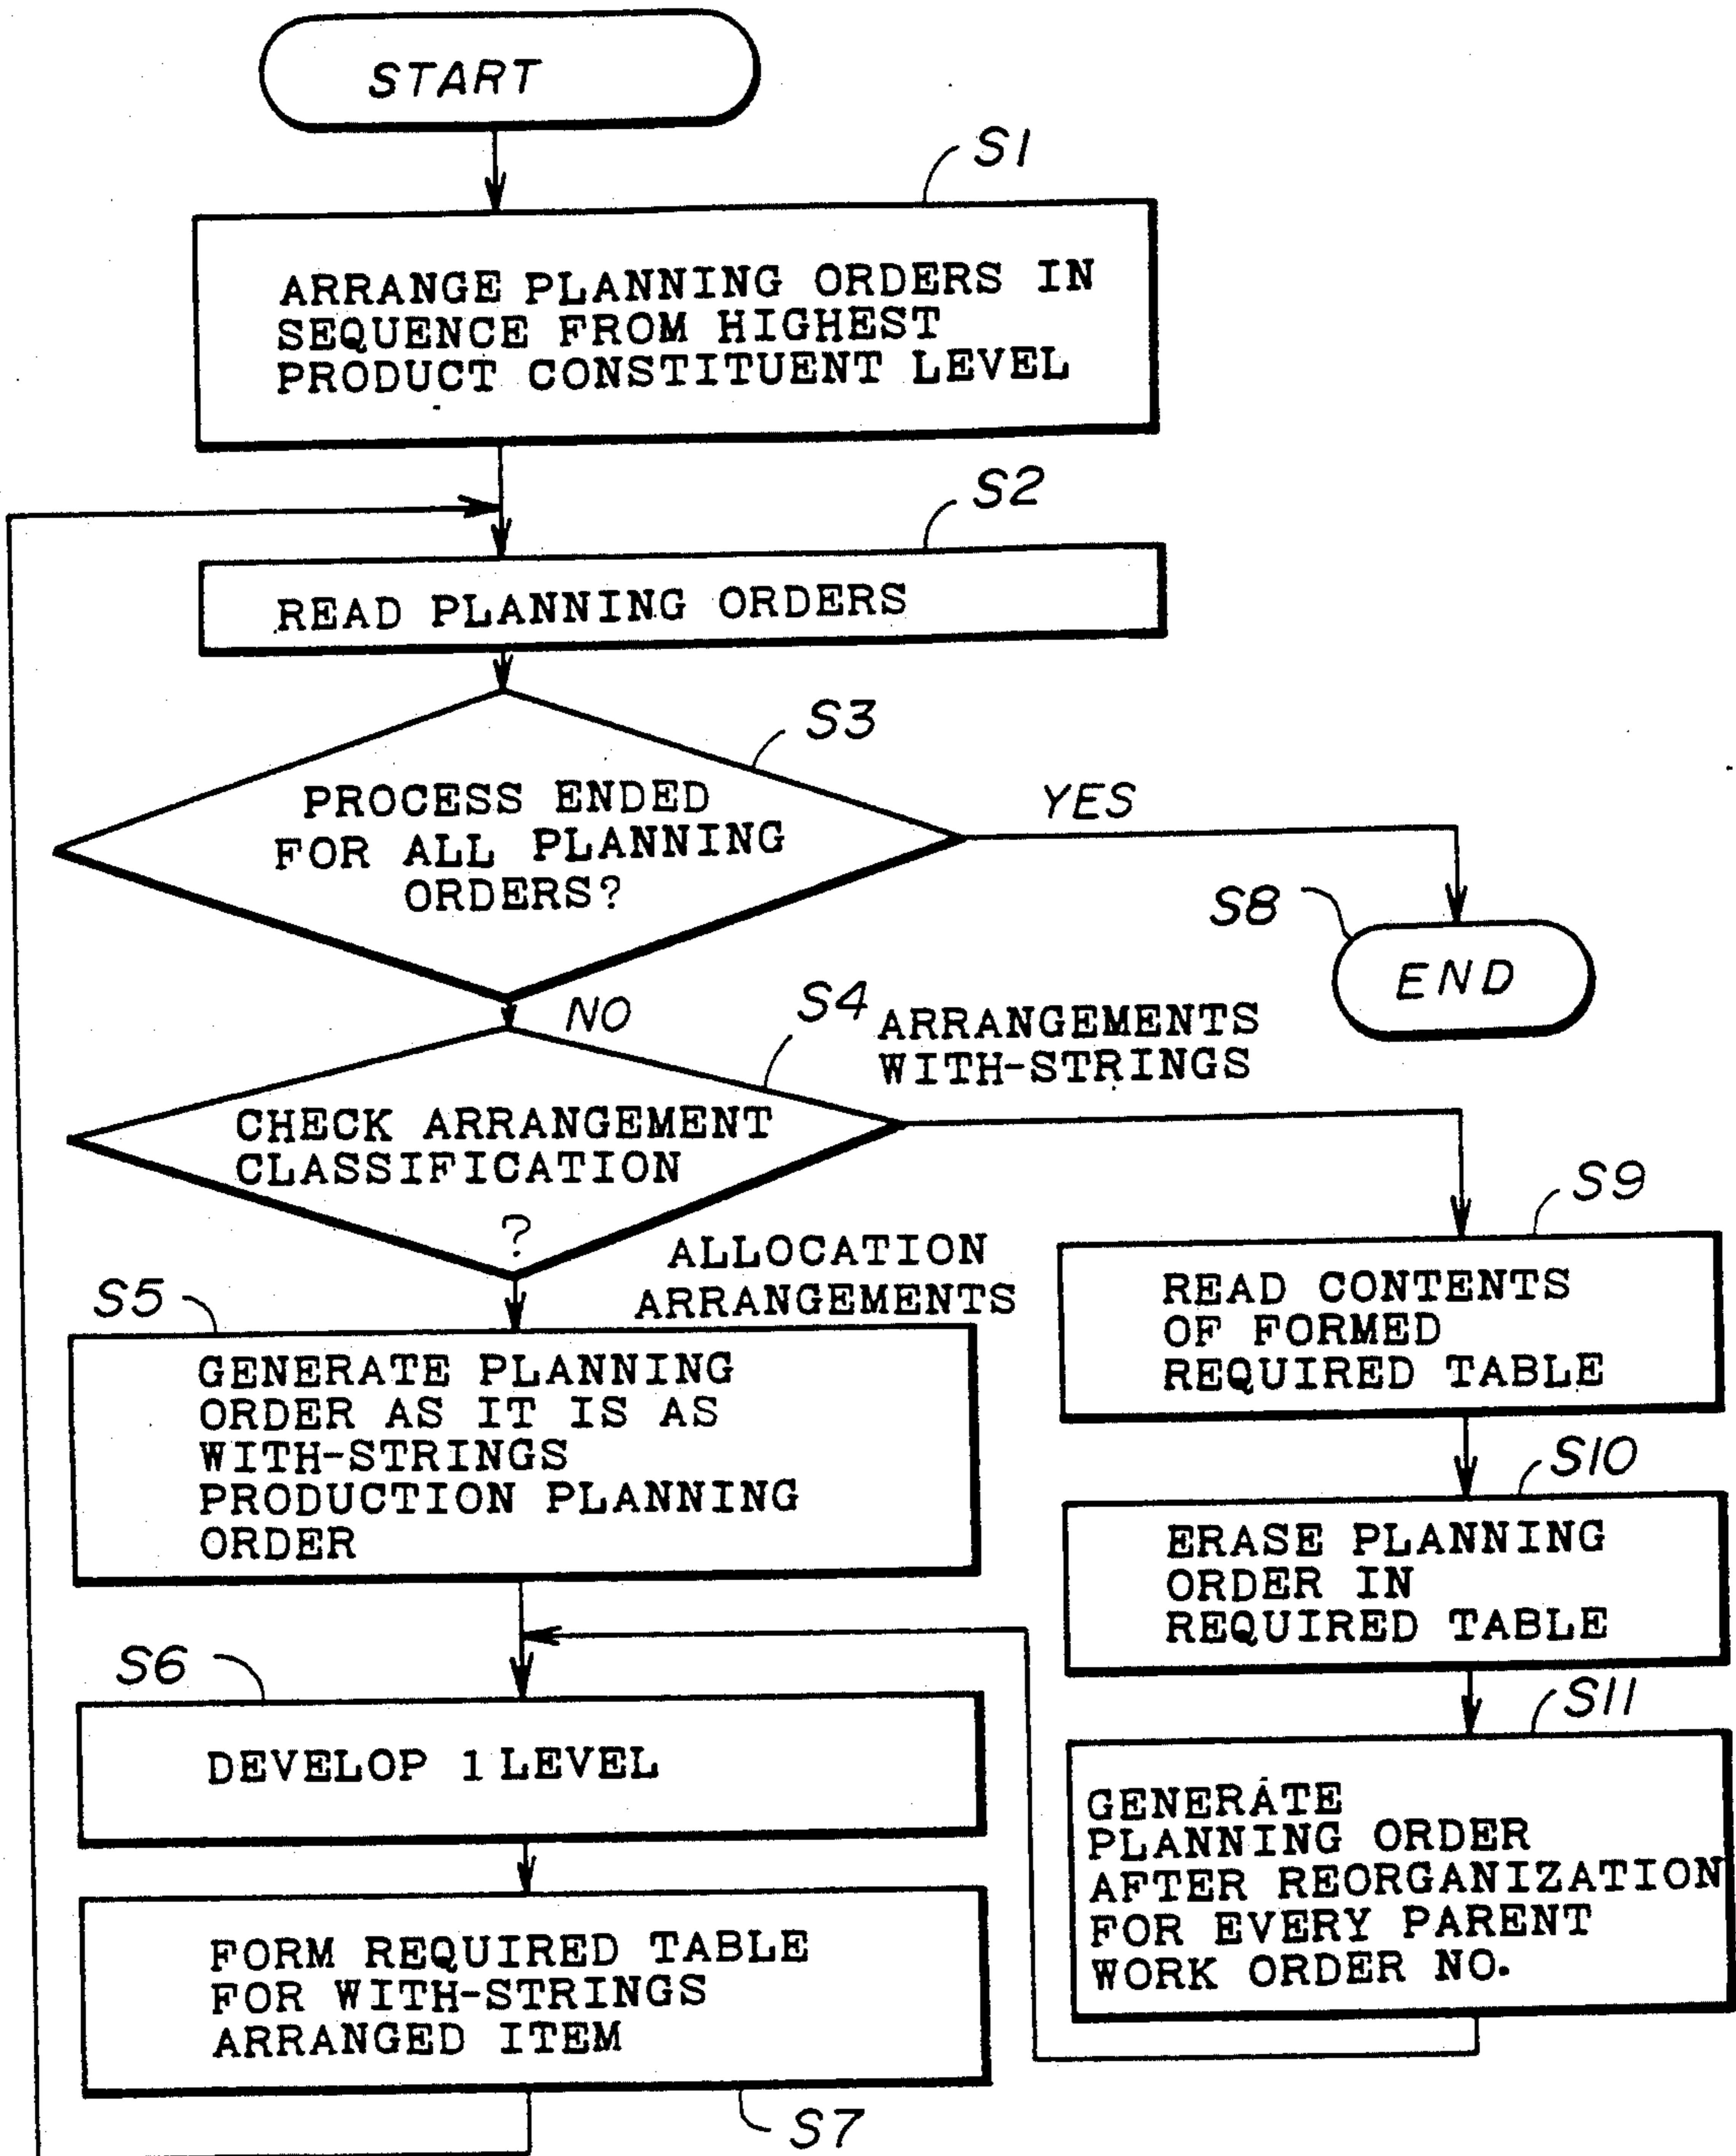 START
S1
ARRANGE PLANNING ORDERS IN
SEQUENCE FROM HIGHEST
PRODUCT CONSTITUENT LEVEL
S2
READ PLANNING ORDERS
S3
PROCESS ENDED
FOR ALL PLANNING
ORDERS?
YES
S8
END
NO
S4
ARRANGEMENTS
WITH-STRINGS
CHECK ARRANGEMENT
CLASSIFICATION
?
ALLOCATION
ARRANGEMENTS
S5
GENERATE PLANNING
ORDER AS IT IS AS
WITH-STRINGS
PRODUCTION PLANNING
ORDER
S9
READ CONTENTS
OF FORMED
REQUIRED TABLE
S10
ERASE PLANNING
ORDER IN
REQUIRED TABLE
S6
DEVELOP 1 LEVEL
S11
GENERATE
PLANNING ORDER
AFTER REORGANIZATION
FOR EVERY PARENT
WORK ORDER NO.
FORM REQUIRED TABLE
FOR WITH-STRINGS
ARRANGED ITEM
S7